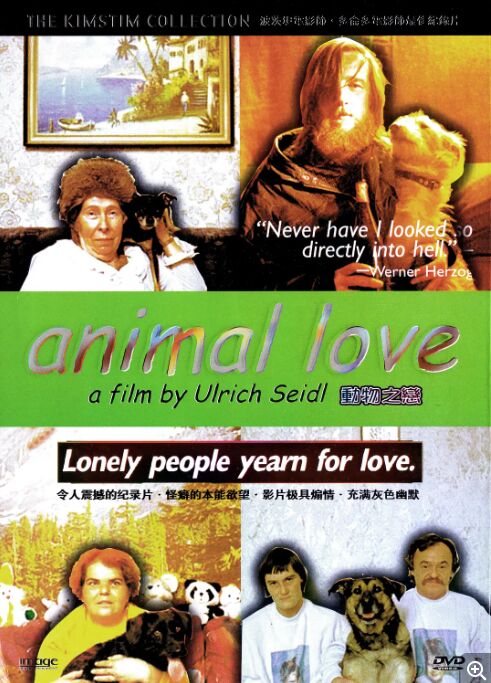 THE KIMSTIM COLLECTION
"Never have I looked so
directly into hell."
—Werner Herzog
animal love
a film by Ulrich Seidl 動物之戀
Lonely people yearn for love.
令人震撼的纪录片·怪癖的本能欲望·影片极具煽情·充满灰色幽默
image
DVD
VIDEO